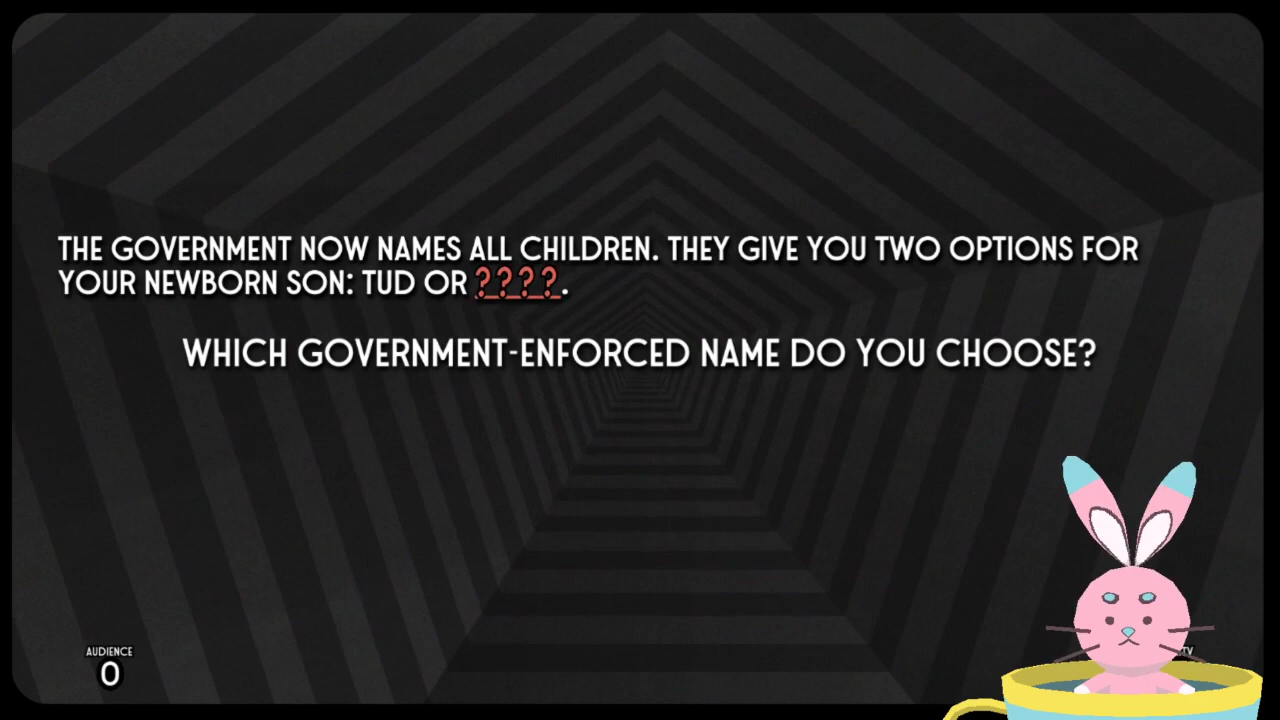 THE GOVERNMENT NOW NAMES ALL CHILDREN. THEY GIVE YOU TWO OPTIONS FOR
YOUR NEWBORN SON: TUD OR ????.
WHICH GOVERNMENT-ENFORCED NAME DO YOU CHOOSE?
AUDIENCE
0